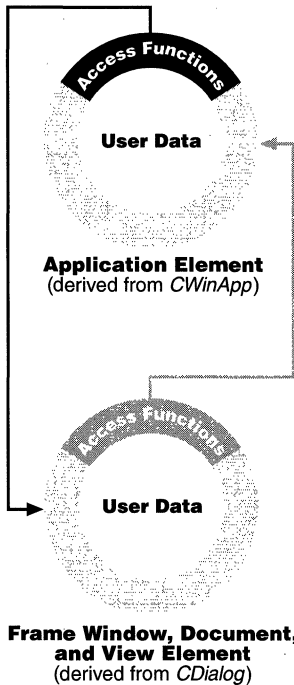 Access Functions
User Data
Application Element
(derived from CWinApp)
Access Functions
User Data
Frame Window, Document,
and View Element
(derived from CDialog)